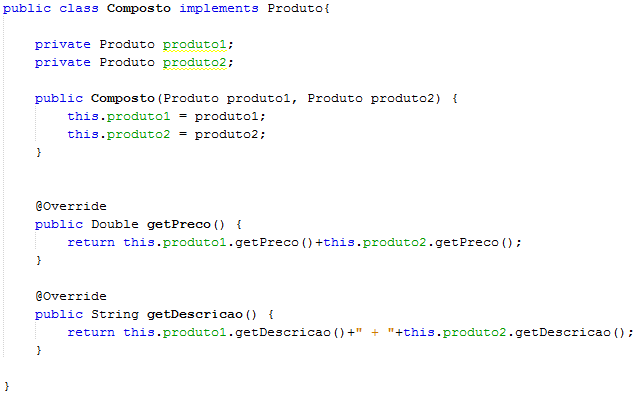 public class Composto implements Produto{
private Produto produto1;
private Produto produto2;
public Composto(Produto produto1, Produto produto2) {
this.produto1 = produto1;
this.produto2 = produto2;
}
@Override
public Double getPreco() {
return this.produto1.getPreco()+this.produto2.getPreco();
}
@Override
public String getDescricao() {
return this.produto1.getDescricao()+" + "+this.produto2.getDescricao();
}
}